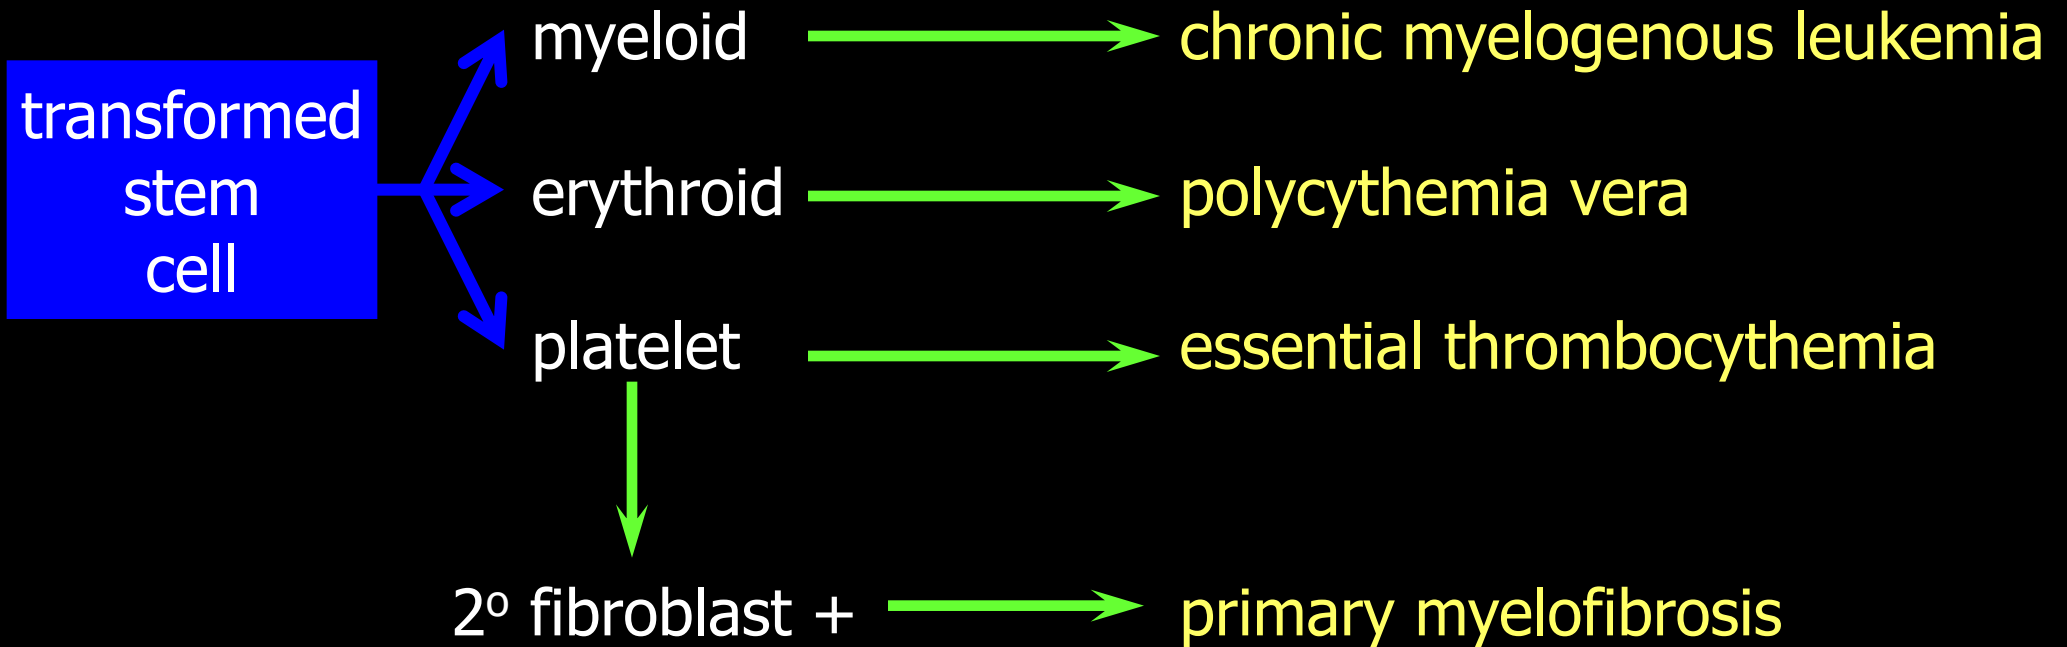 transformed
stem
cell
myeloid
chronic myelogenous leukemia
erythroid
polycythemia vera
platelet
essential thrombocythemia
2º fibroblast +
primary myelofibrosis